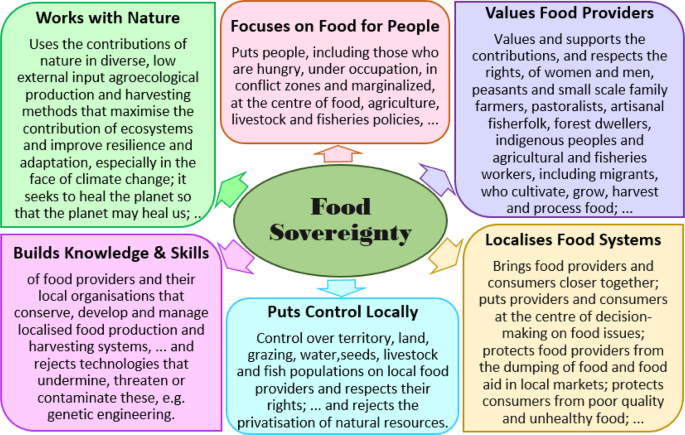 Works with Nature
Uses the contributions of
nature in diverse, low
external input agroecological
production and harvesting
methods that maximise the
contribution of ecosystems
and improve resilience and
adaptation, especially in the
face of climate change; it
seeks to heal the planet so
that the planet may heal us; ..
Focuses on Food for People
Puts people, including those who
are hungry, under occupation, in
conflict zones and marginalized,
at the centre of food, agriculture,
livestock and fisheries policies, ...
Values Food Providers
Values and supports the
contributions, and respects the
rights, of women and men,
peasants and small scale family
farmers, pastoralists, artisanal
fisherfolk, forest dwellers,
indigenous peoples and
agricultural and fisheries
workers, including migrants,
who cultivate, grow, harvest
and process food; ...
Food
Sovereignty
Builds Knowledge & Skills
of food providers and their
local organisations that
conserve, develop and manage
localised food production and
harvesting systems, ... and
rejects technologies that
undermine, threaten or
contaminate these, e.g.
genetic engineering.
Puts Control Locally
Control over territory, land,
grazing, water,seeds, livestock
and fish populations on local food
providers and respects their
rights; ... and rejects the
privatisation of natural resources.
Localises Food Systems
Brings food providers and
consumers closer together;
puts providers and consumers
at the centre of decision-
making on food issues;
protects food providers from
the dumping of food and food
aid in local markets; protects
consumers from poor quality
and unhealthy food; ...